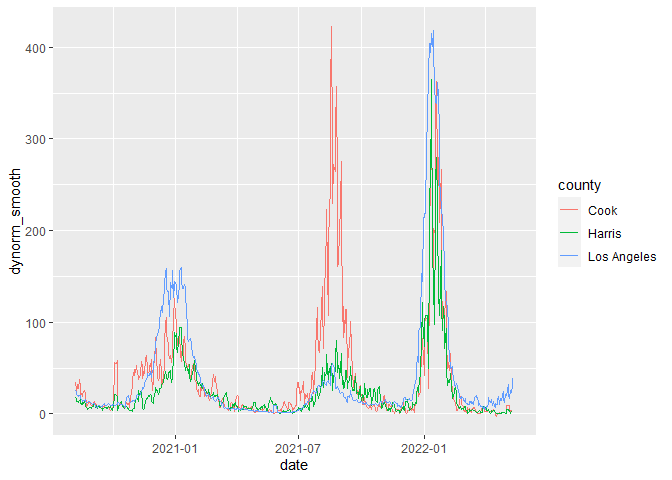 400
300
200
100
0
dynorm_smooth
2021-01
2021-07
2022-01
date
county
Cook
Harris
Los Angeles